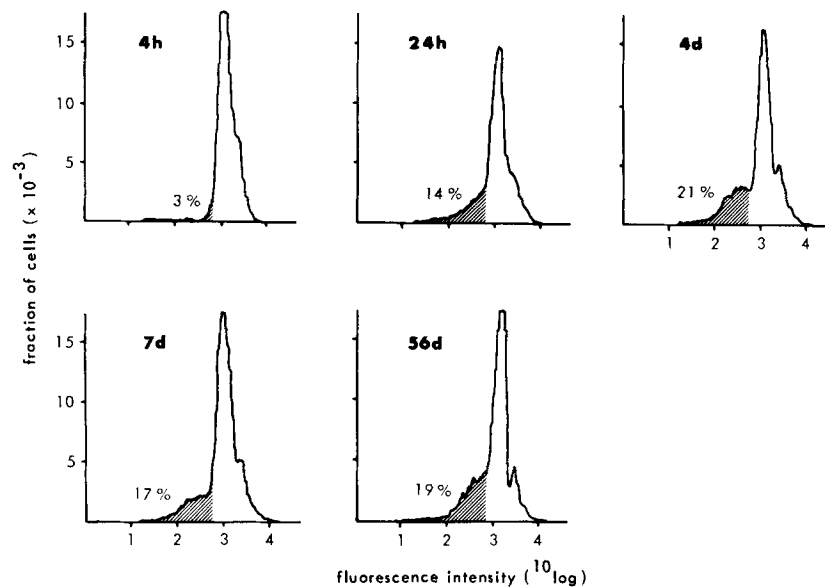 4h
24h
4d
15
10
5
3 %
14 %
21 %
1 2 3 4
fraction of cells (× 10⁻³)
7d
56d
15
10
5
17 %
19 %
1 2 3 4
1 2 3 4
fluorescence intensity (¹⁰log)